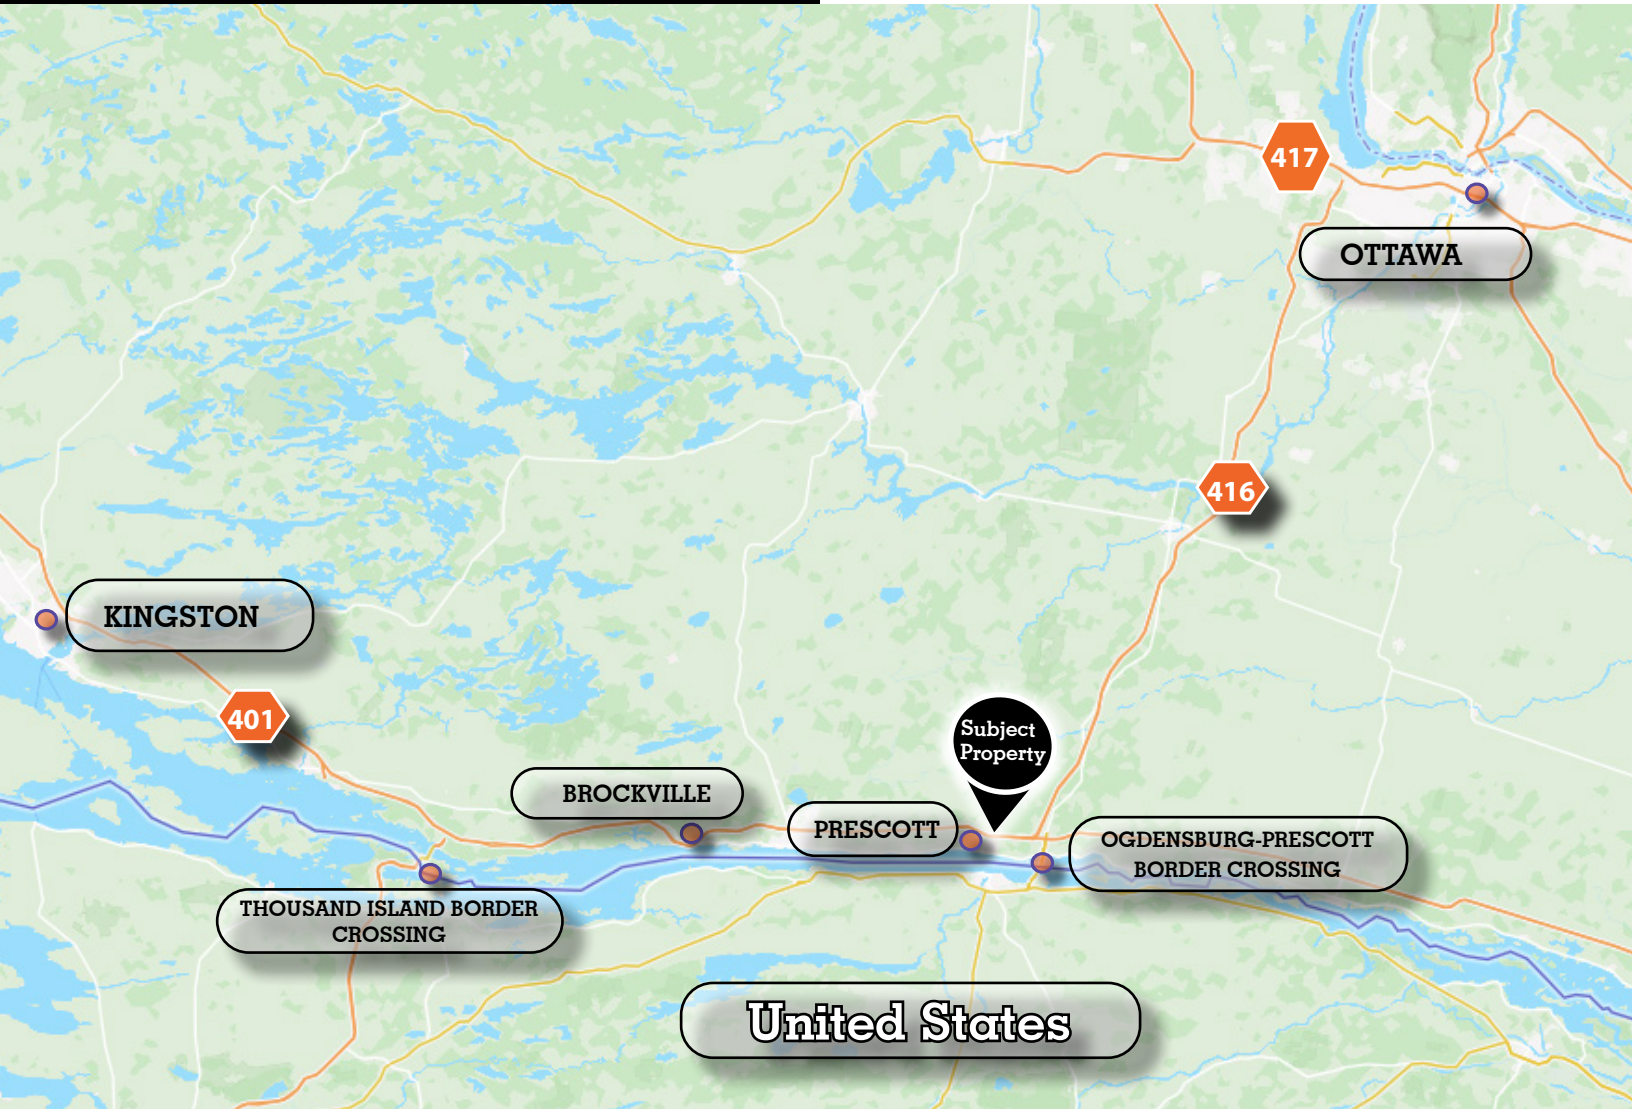 417
OTTAWA
416
KINGSTON
401
Subject
Property
BROCKVILLE
PRESCOTT
OGDENSBURG-PRESCOTT
BORDER CROSSING
THOUSAND ISLAND BORDER
CROSSING
United States